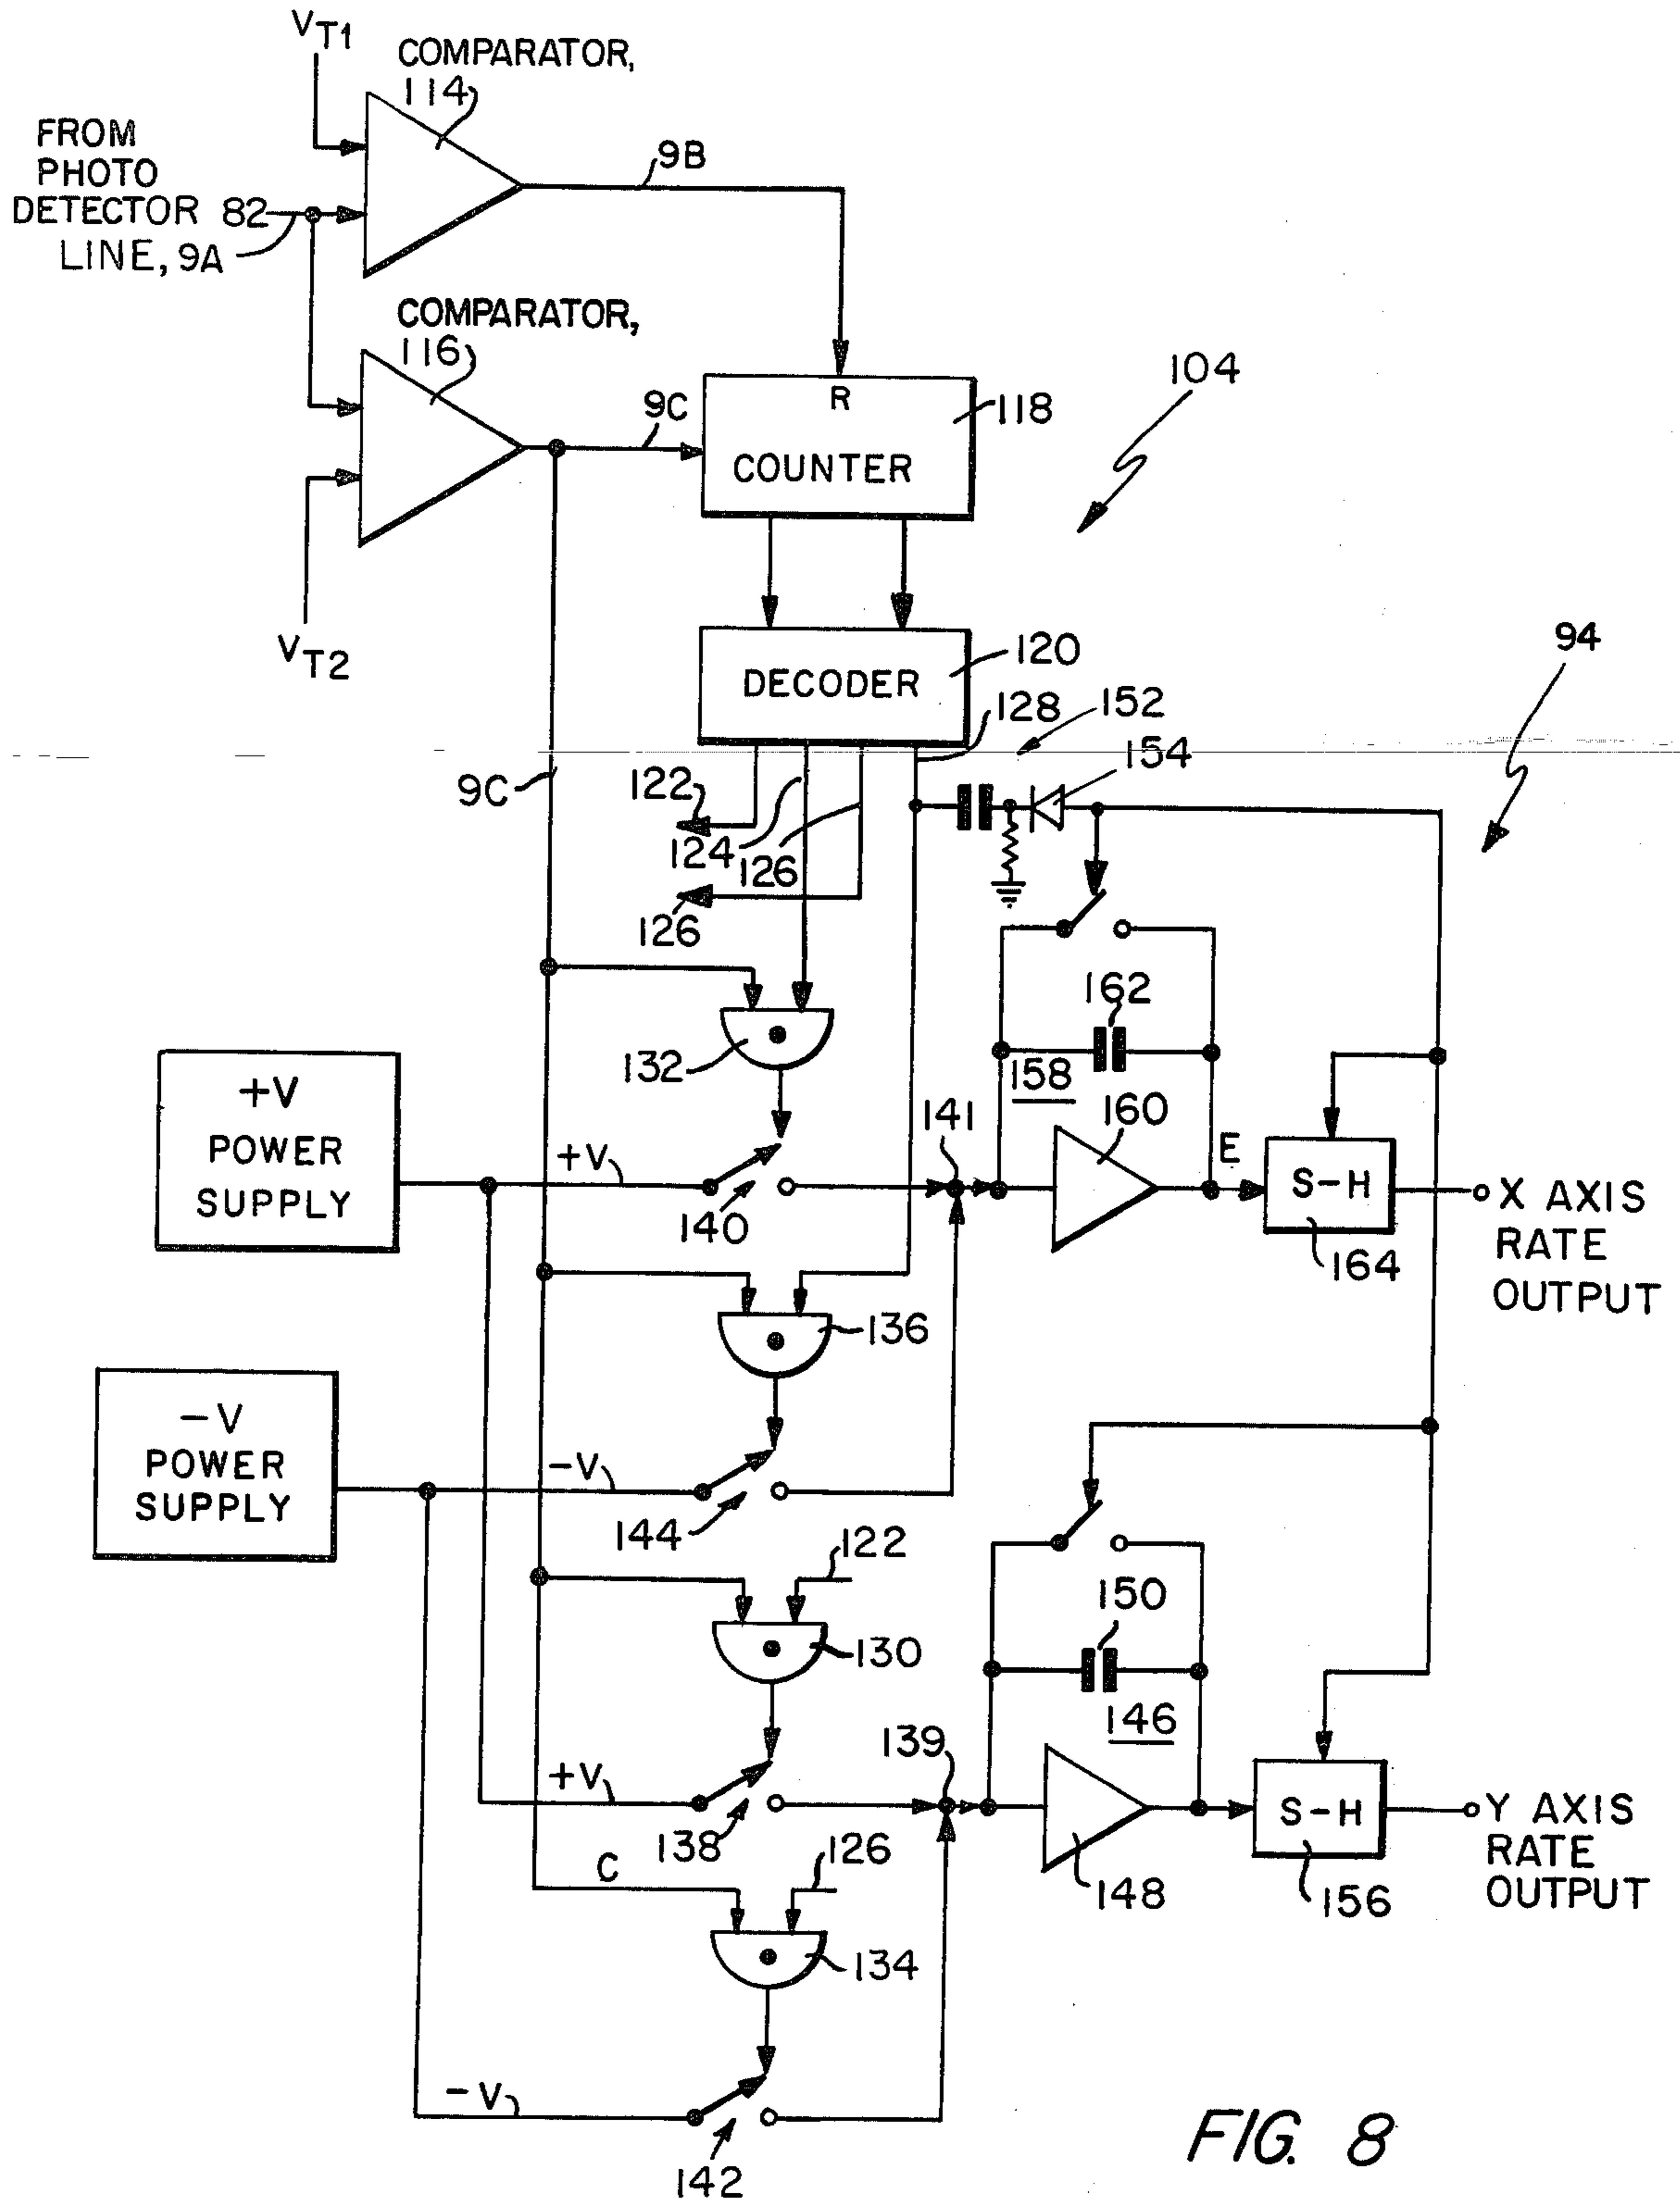 VT1
COMPARATOR,
114
FROM
PHOTO
DETECTOR 82
LINE, 9A
9B
COMPARATOR,
116
9C
R
COUNTER
118
104
VT2
DECODER
120
128
152
154
94
9C
122
124
126
126
132
162
158
160
141
+V
POWER
SUPPLY
+V
140
E
S-H
164
X AXIS
RATE
OUTPUT
136
-V
POWER
SUPPLY
-V
144
122
130
150
146
139
+V
138
148
S-H
156
Y AXIS
RATE
OUTPUT
C
126
134
-V
142
FIG. 8